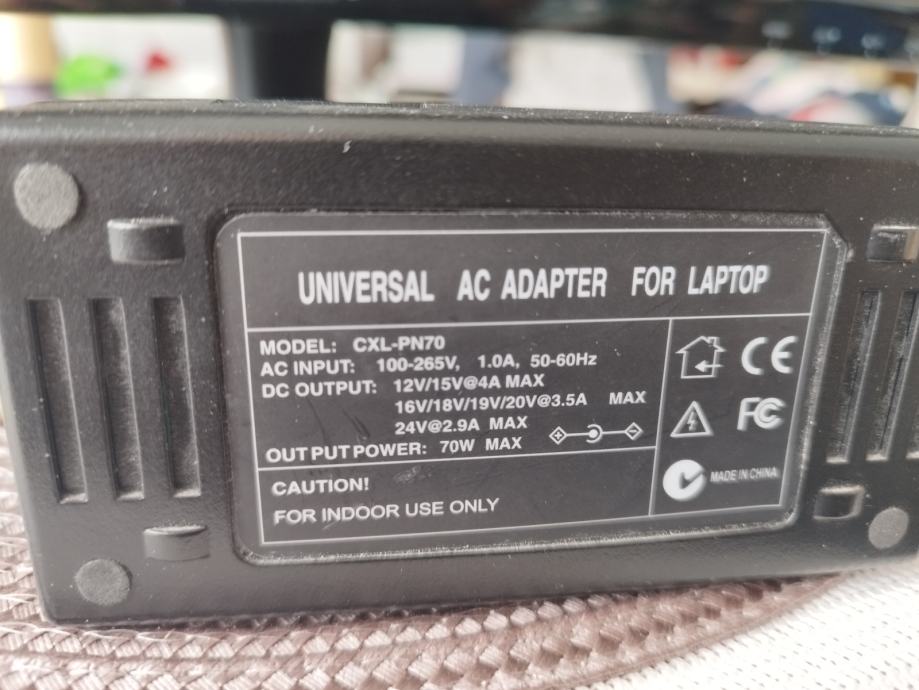 UNIVERSAL AC ADAPTER FOR LAPTOP
MODEL: CXL-PN70
AC INPUT: 100-265V, 1.0A, 50-60Hz
DC OUTPUT: 12V/15V@4A MAX
16V/18V/19V/20V@3.5A MAX
24V@2.9A MAX
OUTPUT POWER: 70W MAX
CAUTION!
FOR INDOOR USE ONLY
CE
FC
MADE IN CHINA